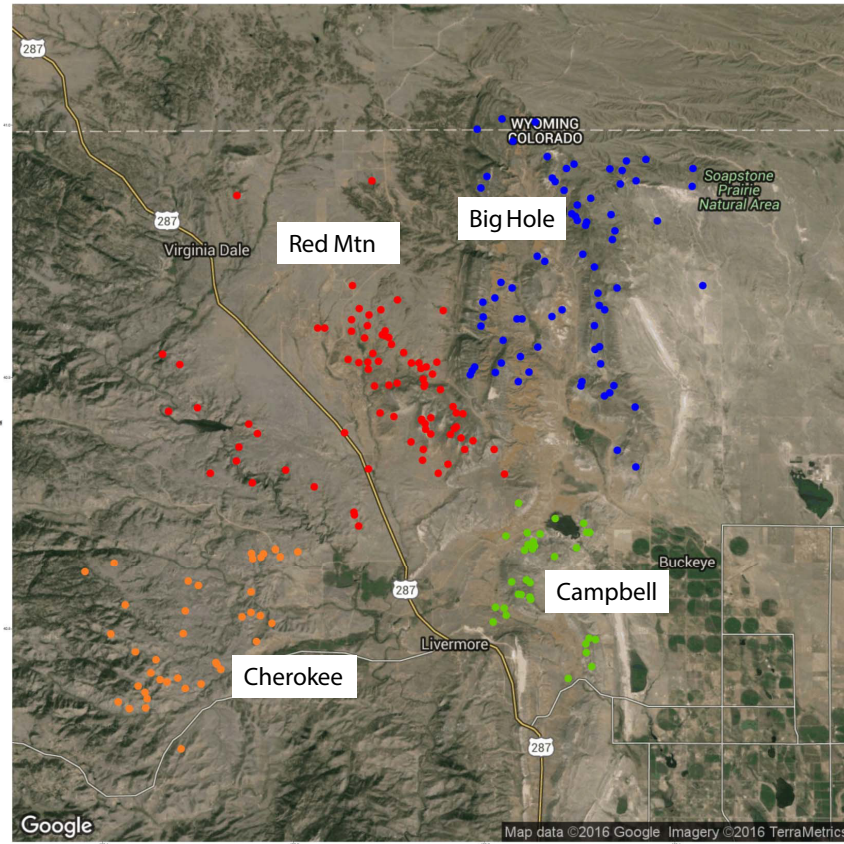 287
WYOMING
COLORADO
Soapstone
Prairie
Natural Area
287
Big Hole
Virginia Dale
Red Mtn
Buckeye
287
Campbell
Livermore
Cherokee
287
Google
Map data ©2016 Google Imagery ©2016 TerraMetrics